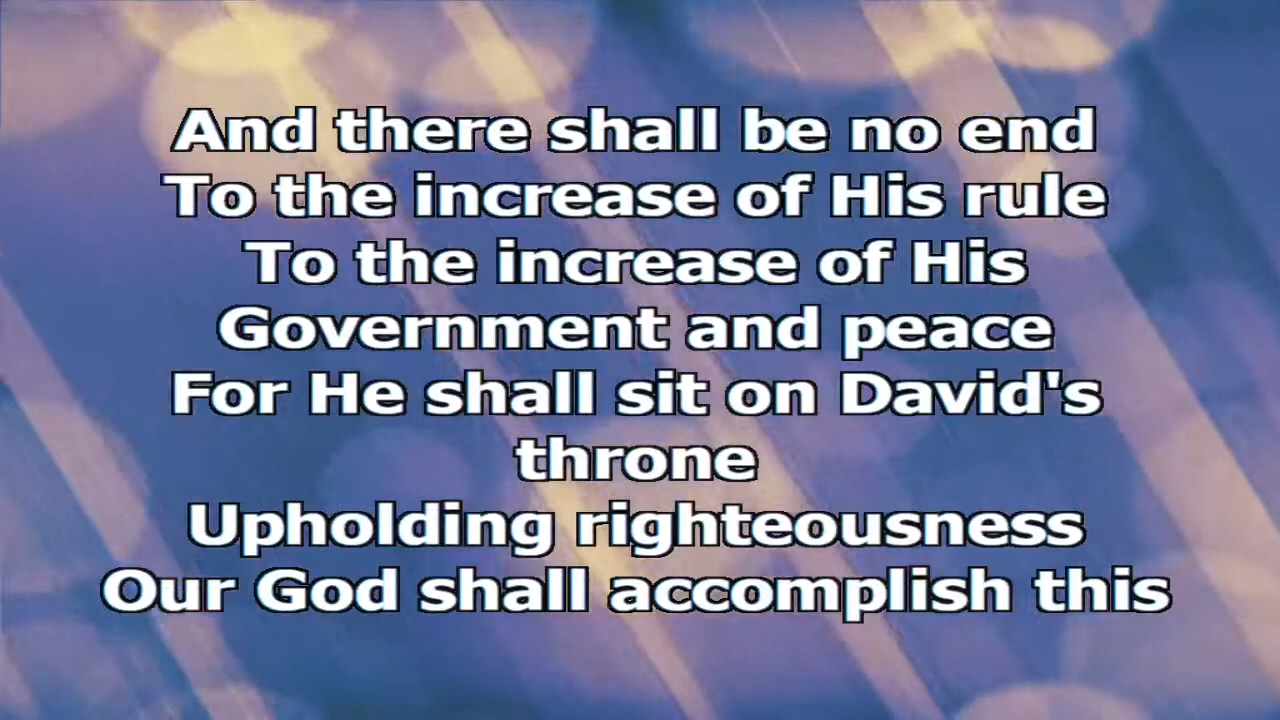 And there shall be no end
To the increase of His rule
To the increase of His
Government and peace
For He shall sit on David's
throne
Upholding righteousness
Our God shall accomplish this